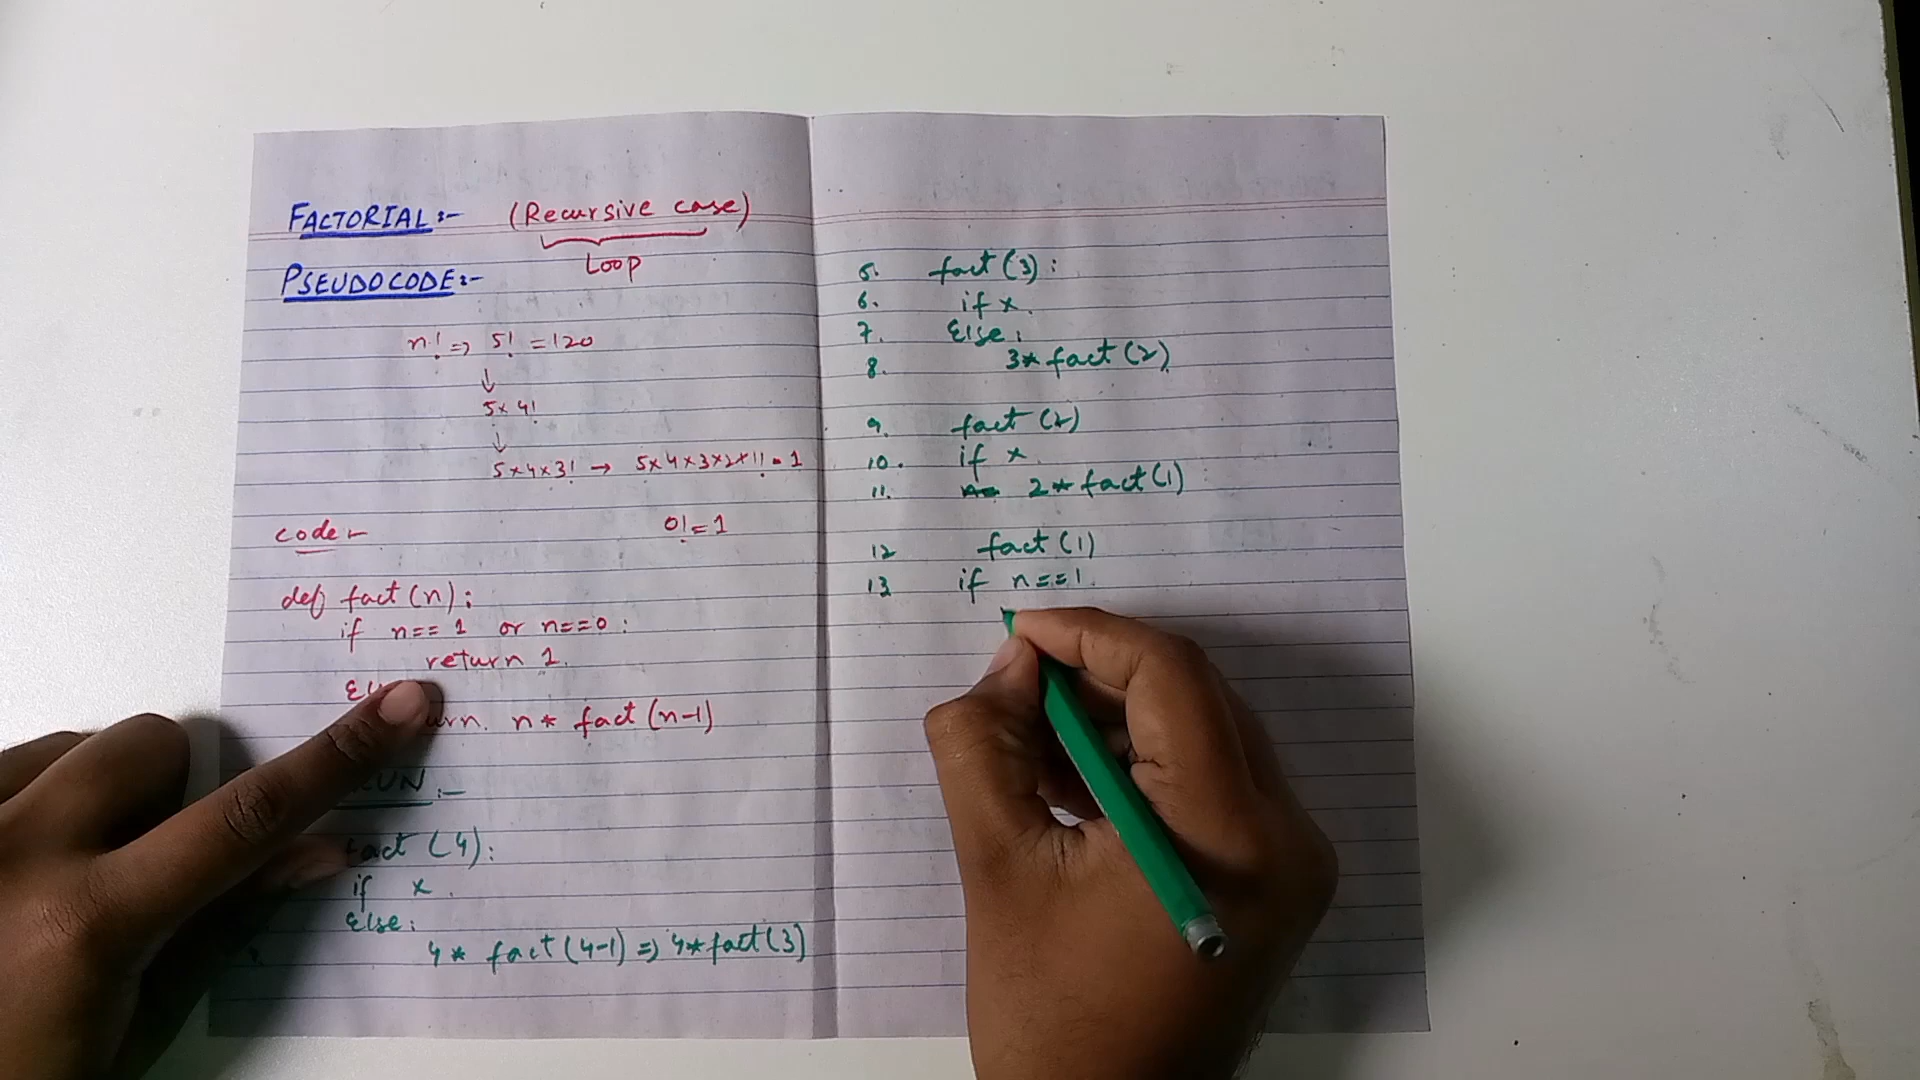 FACTORIAL:- (Recursive case)
Loop
PSEUDOCODE:-
n! => 5! = 120
↓
5 x 4!
↓
5 x 4 x 3! → 5 x 4 x 3 x 2 x 1! = 1
code:-
0! = 1
def fact(n):
if n == 1 or n == 0:
return 1.
n * fact(n-1)
RUN :-
fact (4):
if x.
Else:
4 * fact (4-1) => 4 * fact(3)
5. fact (3) :
6. if x.
7. Else:
8. 3 * fact (2)
9. fact (2)
10. if x.
11. 2 * fact (1)
12 fact (1)
13 if n == 1.